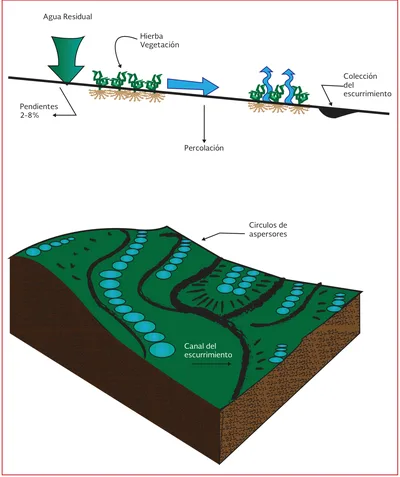 Agua Residual
Hierba
Vegetación
Colección
del
escurrimiento
Pendientes
2-8%
Percolación
Circulos de
aspersores
Canal del
escurrimiento